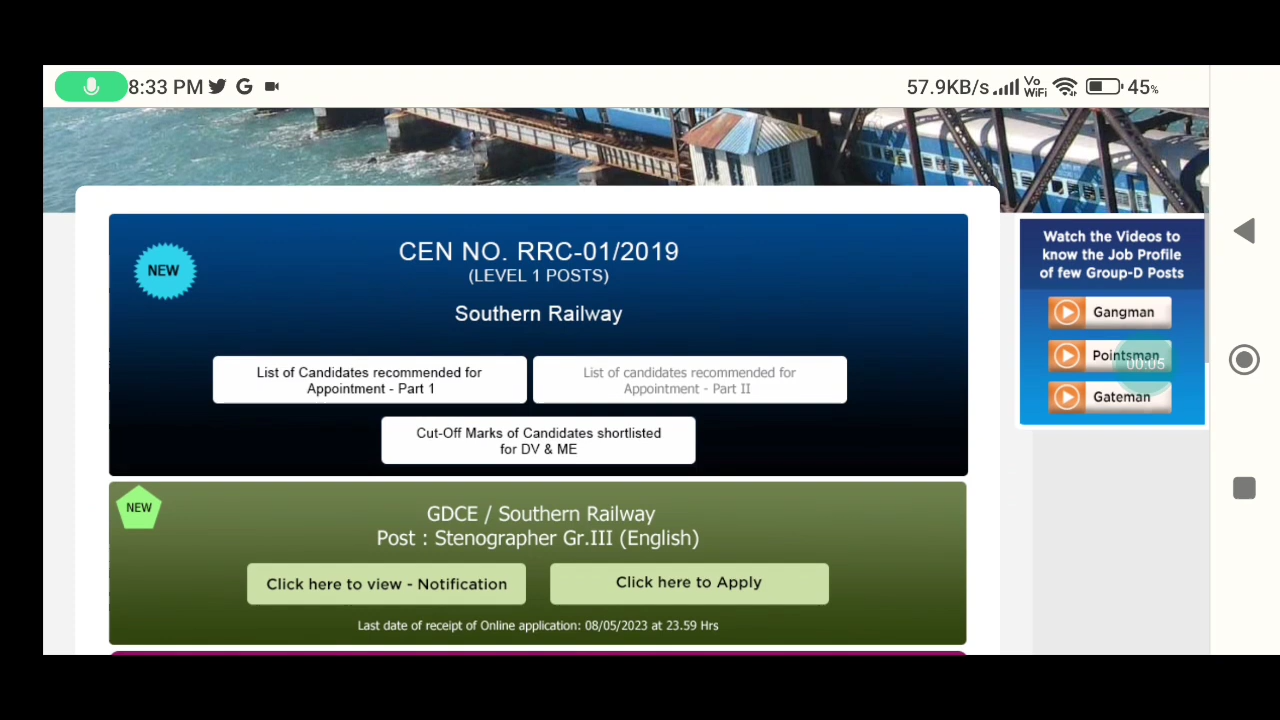 8:33 PM
57.9KB/s Vo WiFi 45%
NEW
CEN NO. RRC-01/2019
(LEVEL 1 POSTS)
Southern Railway
List of Candidates recommended for
Appointment - Part 1
List of candidates recommended for
Appointment - Part II
Cut-Off Marks of Candidates shortlisted
for DV & ME
NEW
GDCE / Southern Railway
Post : Stenographer Gr.III (English)
Click here to view - Notification
Click here to Apply
Last date of receipt of Online application: 08/05/2023 at 23.59 Hrs
Watch the Videos to
know the Job Profile
of few Group-D Posts
Gangman
Pointsman
00:05
Gateman